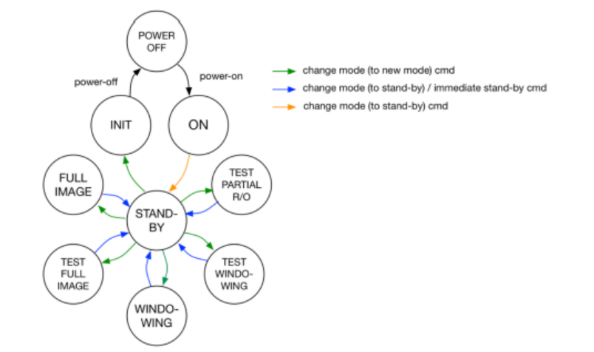 POWER
OFF
power-off
power-on
change mode (to new mode) cmd
change mode (to stand-by) / immediate stand-by cmd
change mode (to stand-by) cmd
INIT
ON
FULL
IMAGE
TEST
PARTIAL
R/O
STAND-
BY
TEST
FULL
IMAGE
TEST
WINDO-
WING
WINDO-
WING